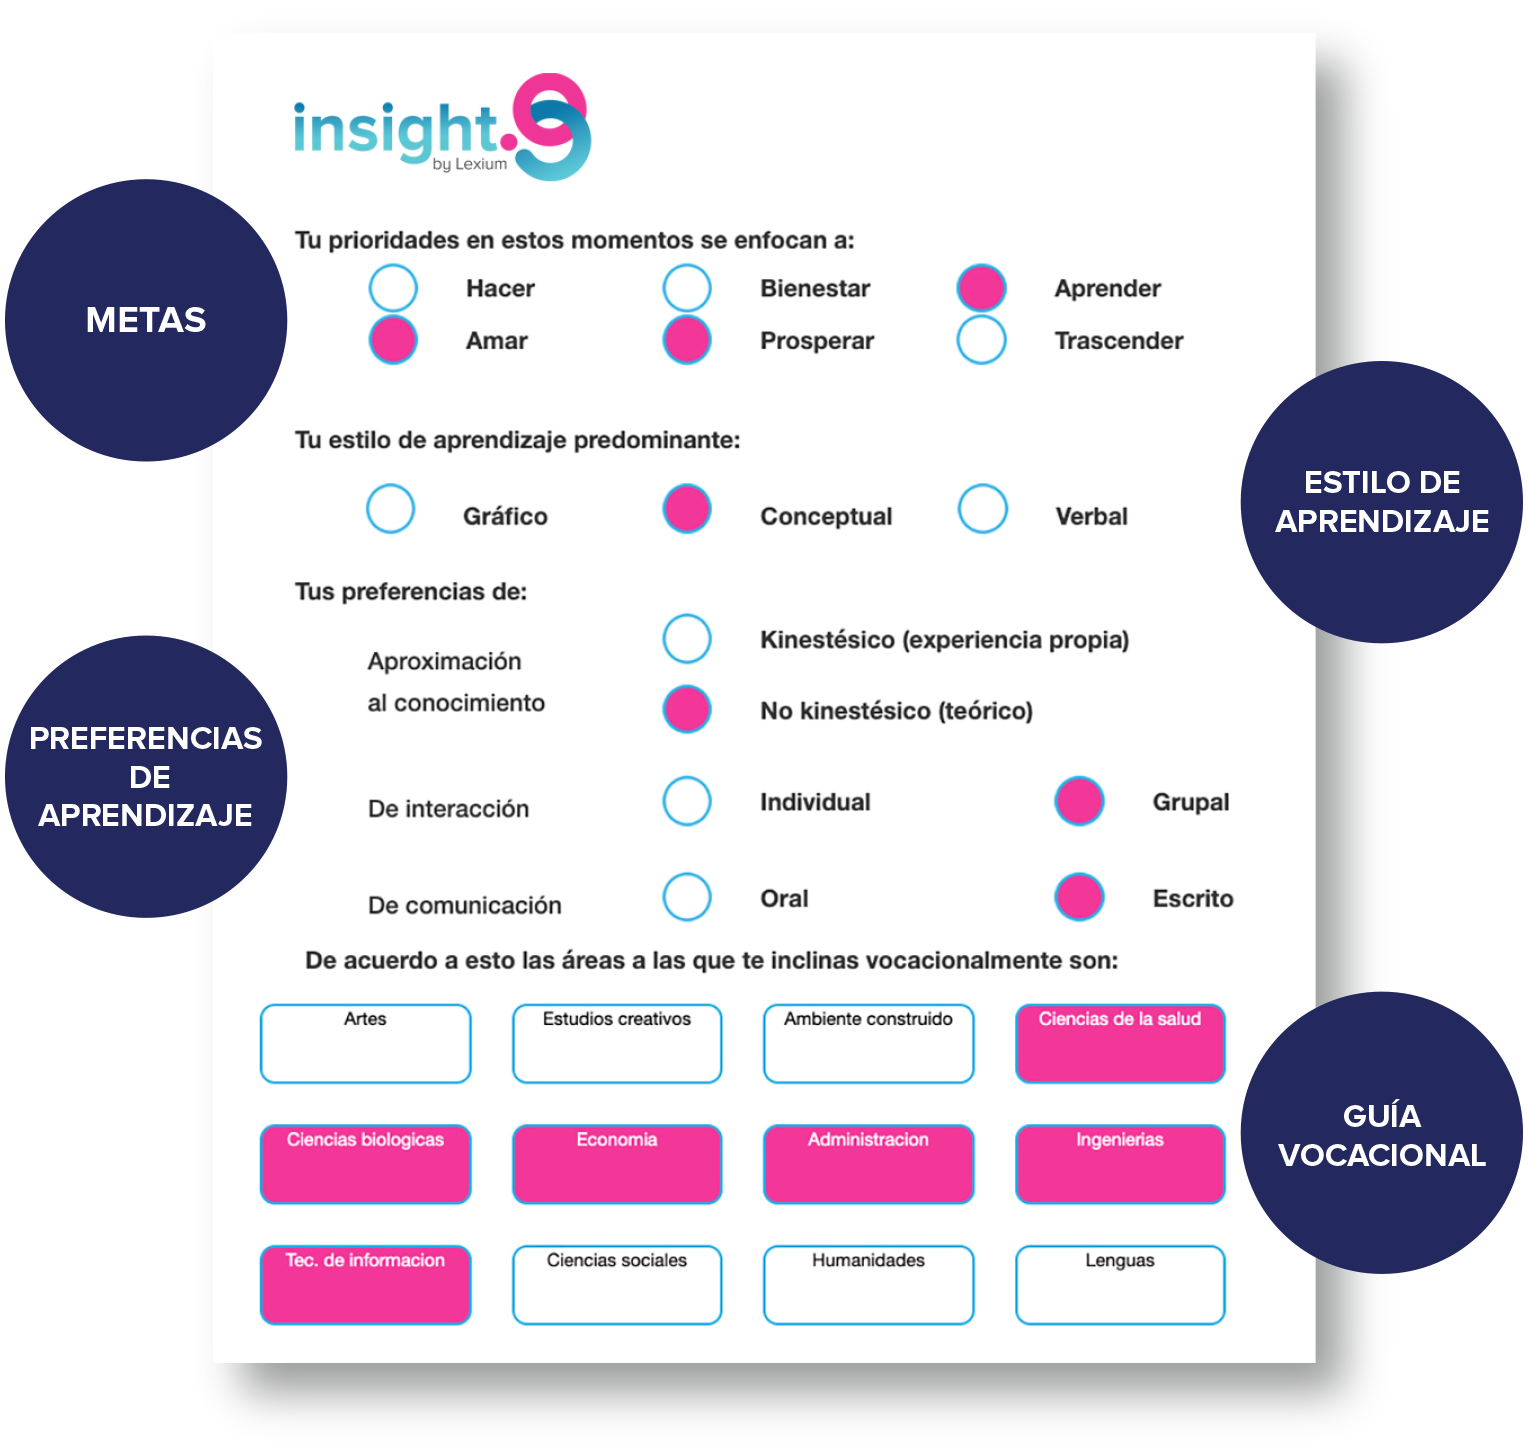 insight.
by Lexium
METAS
Tu prioridades en estos momentos se enfocan a:
Hacer Bienestar Aprender
Amar Prosperar Trascender
ESTILO DE
APRENDIZAJE
Tu estilo de aprendizaje predominante:
Gráfico Conceptual Verbal
PREFERENCIAS
DE
APRENDIZAJE
Tus preferencias de:
Aproximación
al conocimiento
Kinestésico (experiencia propia)
No kinestésico (teórico)
De interacción Individual Grupal
De comunicación Oral Escrito
GUÍA
VOCACIONAL
De acuerdo a esto las áreas a las que te inclinas vocacionalmente son:
Artes Estudios creativos Ambiente construido Ciencias de la salud
Ciencias biologicas Economia Administracion Ingenierias
Tec. de informacion Ciencias sociales Humanidades Lenguas